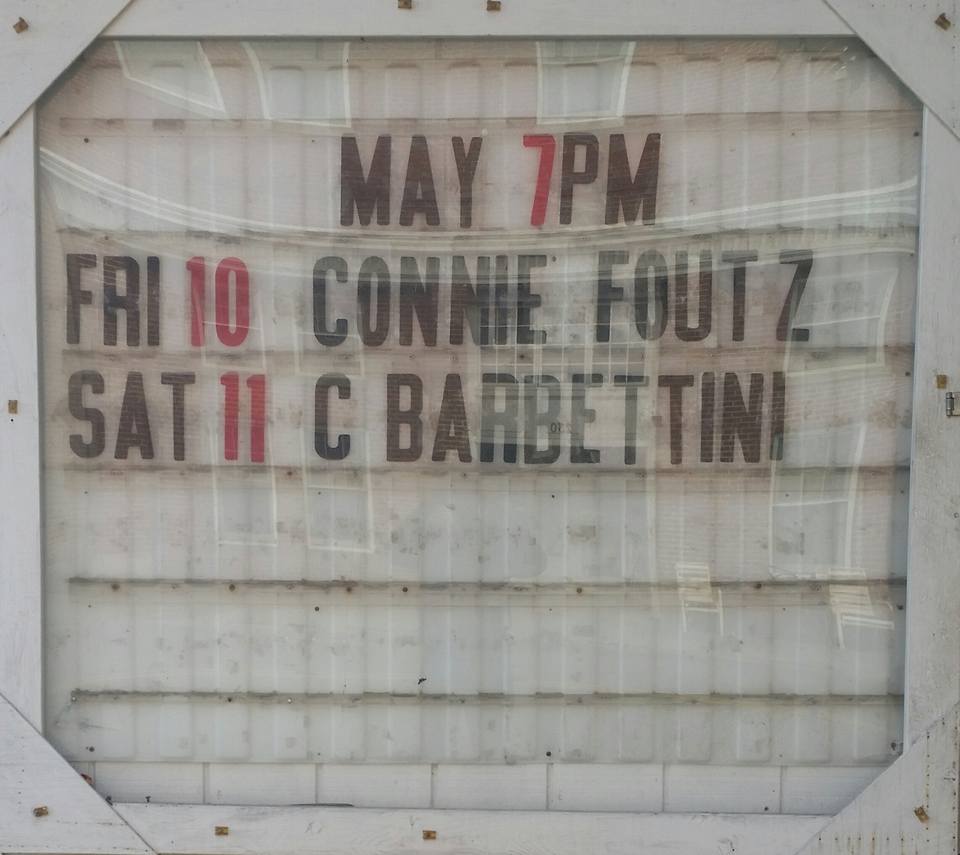 MAY 7PM
FRI 10 CONNIE FOUTZ
SAT 11 C BARBETTINI